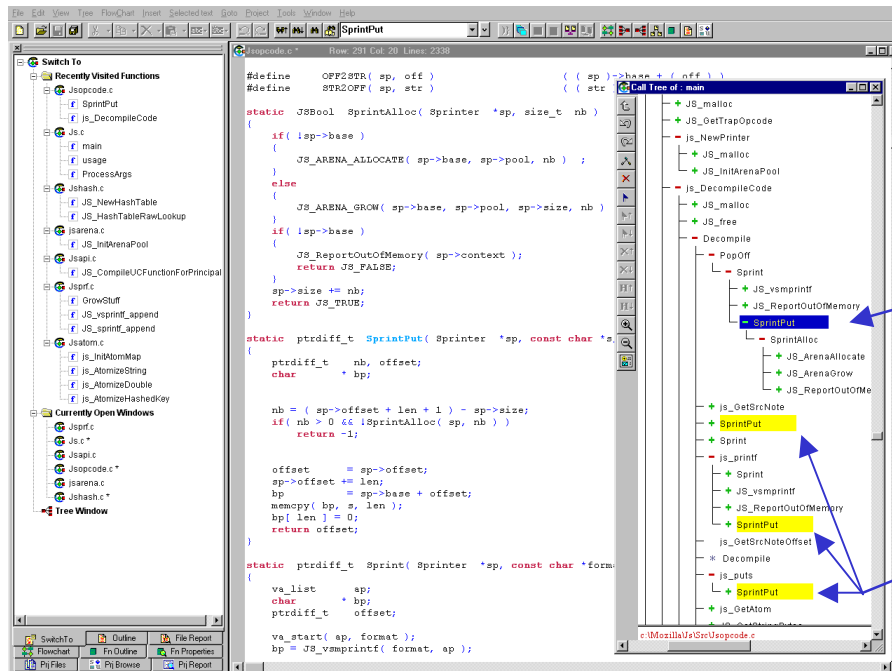 File Edit View Tree FlowChart Insert Selected text Goto Project Tools Window Help
SprintPut
Switch To
Recently Visited Functions
Jsopcode.c
SprintPut
js_DecompileCode
Js.c
main
usage
ProcessArgs
Jshash.c
JS_NewHashTable
JS_HashTableRawLookup
jsarena.c
JS_InitArenaPool
Jsapi.c
JS_CompileUCFunctionForPrincipal
Jsprf.c
GrowStuff
JS_vsprintf_append
JS_sprintf_append
Jsatom.c
js_InitAtomMap
js_AtomizeString
js_AtomizeDouble
js_AtomizeHashedKey
Currently Open Windows
Jsprf.c
Js.c *
Jsapi.c
Jsopcode.c *
jsarena.c
Jshash.c *
Tree Window
SwitchTo Outline File Report
Flowchart Fn Outline Fn Properties
Prj Files Prj Browse Prj Report
Jsopcode.c * Row: 291 Col: 20 Lines: 2338
#define OFF2STR( sp, off ) ( ( sp )->base + ( off ) )
#define STR2OFF( sp, str ) ( ( str )
static JSBool SprintAlloc( Sprinter *sp, size_t nb )
{
if( !sp->base )
{
JS_ARENA_ALLOCATE( sp->base, sp->pool, nb ) ;
}
else
{
JS_ARENA_GROW( sp->base, sp->pool, sp->size, nb )
}
if( !sp->base )
{
JS_ReportOutOfMemory( sp->context );
return JS_FALSE;
}
sp->size += nb;
return JS_TRUE;
}
static ptrdiff_t SprintPut( Sprinter *sp, const char *s,
{
ptrdiff_t nb, offset;
char * bp;
nb = ( sp->offset + len + 1 ) - sp->size;
if( nb > 0 && !SprintAlloc( sp, nb ) )
return -1;
offset = sp->offset;
sp->offset += len;
bp = sp->base + offset;
memcpy( bp, s, len );
bp[ len ] = 0;
return offset;
}
static ptrdiff_t Sprint( Sprinter *sp, const char *form
{
va_list ap;
char * bp;
ptrdiff_t offset;
va_start( ap, format );
bp = JS_vsmprintf( format, ap );
Call Tree of : main
+ JS_malloc
+ JS_GetTrapOpcode
- js_NewPrinter
+ JS_malloc
+ JS_InitArenaPool
- js_DecompileCode
+ JS_malloc
+ JS_free
- Decompile
- PopOff
- Sprint
+ JS_vsmprintf
+ JS_ReportOutOfMemory
- SprintPut
- SprintAlloc
+ JS_ArenaAllocate
+ JS_ArenaGrow
+ JS_ReportOutOfMe
+ js_GetSrcNote
+ SprintPut
+ Sprint
- js_printf
+ Sprint
+ JS_vsmprintf
+ JS_ReportOutOfMemory
+ SprintPut
js_GetSrcNoteOffset
* Decompile
- js_puts
+ SprintPut
+ js_GetAtom
+ JS_GetStringBytes
c:\Mozilla\Js\Src\Jsopcode.c